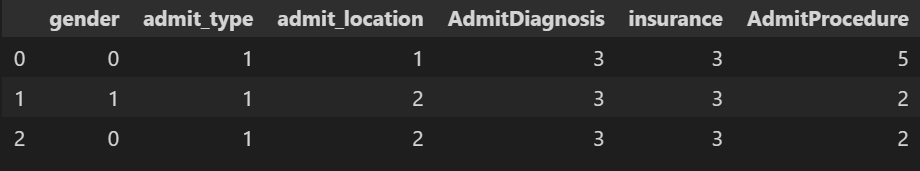 gender admit_type admit_location AdmitDiagnosis insurance AdmitProcedure
0 0 1 1 3 3 5
1 1 1 2 3 3 2
2 0 1 2 3 3 2